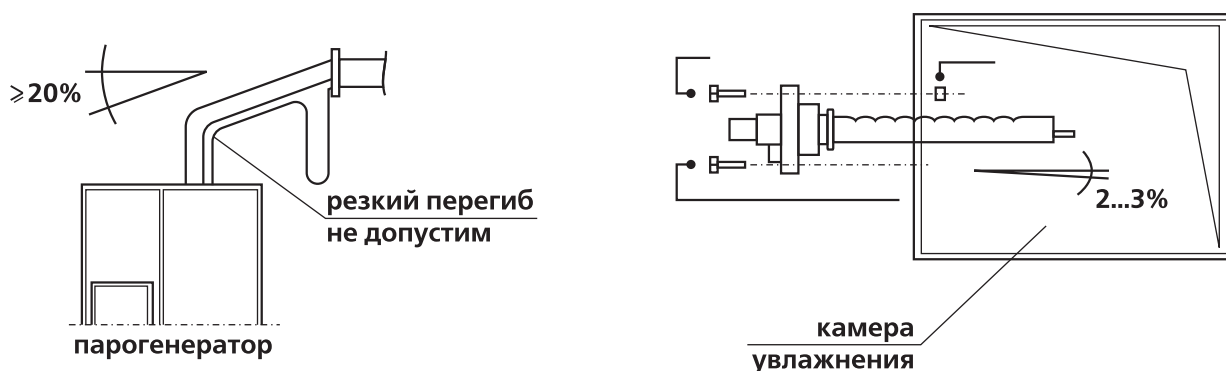 ⩾20%
резкий перегиб
не допустим
парогенератор
2...3%
камера
увлажнения